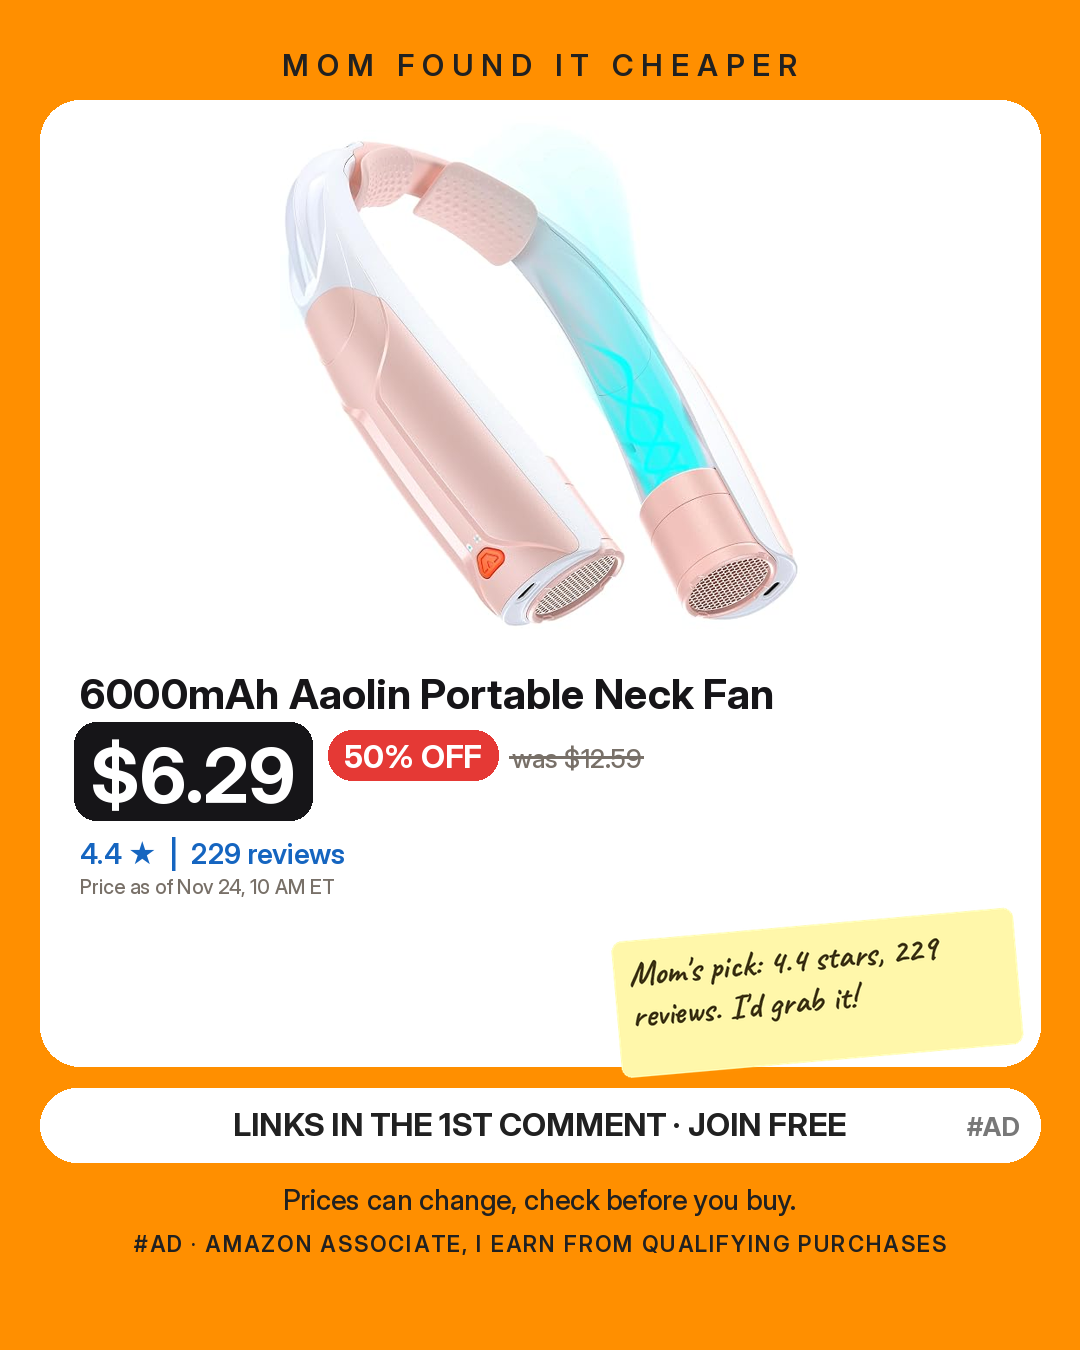 MOM FOUND IT CHEAPER
6000mAh Aaolin Portable Neck Fan
$6.29 50% OFF was $12.59
4.4 ★ | 229 reviews
Price as of Nov 24, 10 AM ET
Mom's pick: 4.4 stars, 229
reviews. I'd grab it!
LINKS IN THE 1ST COMMENT · JOIN FREE #AD
Prices can change, check before you buy.
#AD · AMAZON ASSOCIATE, I EARN FROM QUALIFYING PURCHASES